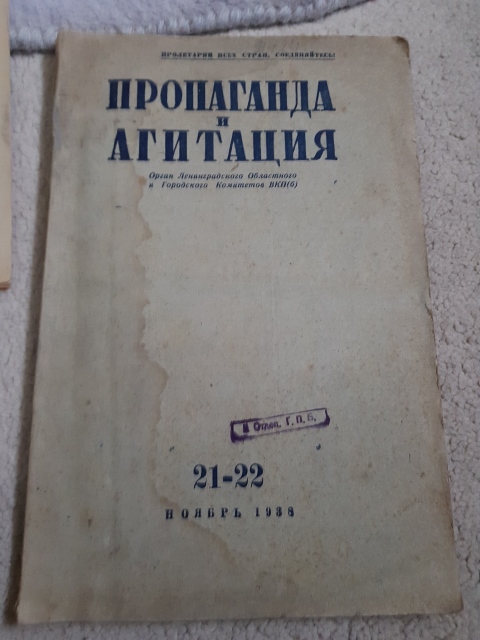 ПРОЛЕТАРИИ ВСЕХ СТРАН, СОЕДИНЯЙТЕСЬ!
ПРОПАГАНДА
и
АГИТАЦИЯ
Орган Ленинградского Областного
и Городского Комитетов ВКП(б)
Г. П. Б.
21-22
НОЯБРЬ 1938